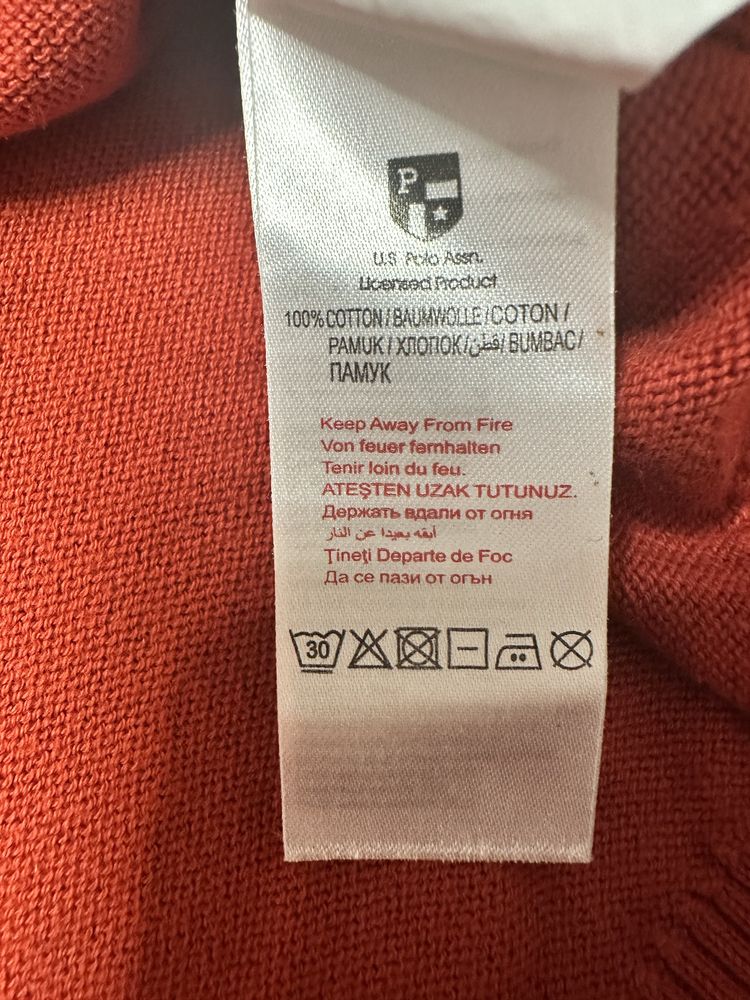 P
U.S. Polo Assn.
Licensed Product
100% COTTON / BAUMWOLLE / COTON /
PAMUK / ХЛОПОК / قطن / BUMBAC /
ПАМУК
Keep Away From Fire
Von feuer fernhalten
Tenir loin du feu.
ATEŞTEN UZAK TUTUNUZ.
Держать вдали от огня
أبقه بعيدا عن النار
Ţineţi Departe de Foc
Да се пази от огън
30